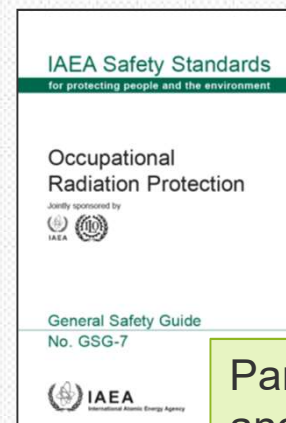 IAEA Safety Standards
for protecting people and the environment
Occupational
Radiation Protection
Jointly sponsored by
IAEA
General Safety Guide
No. GSG-7
IAEA
International Atomic Energy Agency